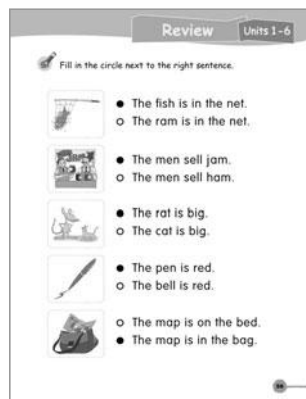 Review Units 1-6
Fill in the circle next to the right sentence.
The fish is in the net.
The ram is in the net.
The men sell jam.
The men sell ham.
The rat is big.
The cat is big.
The pen is red.
The bell is red.
The map is on the bed.
The map is in the bag.